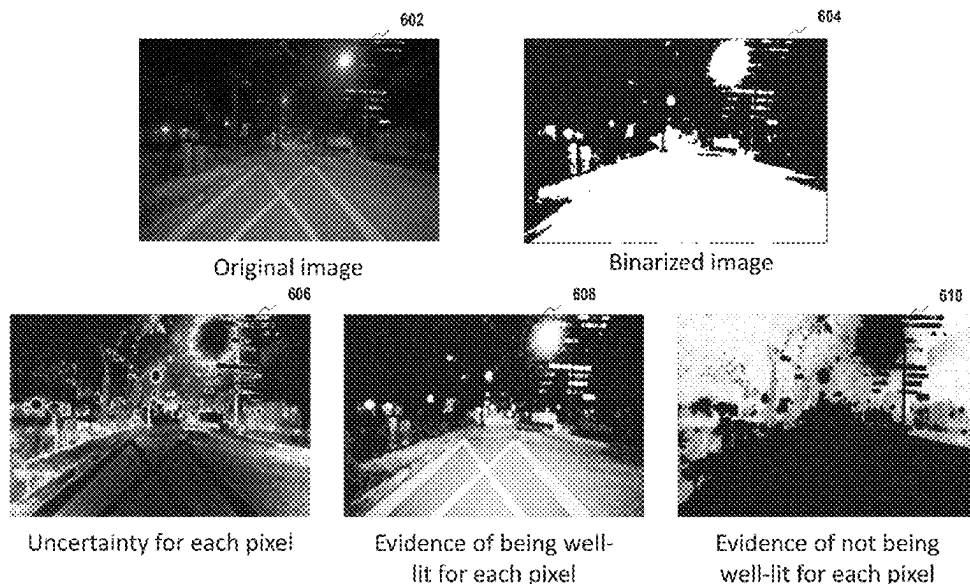 602
604
Original image
Binarized image
606
608
610
Uncertainty for each pixel
Evidence of being well-
lit for each pixel
Evidence of not being
well-lit for each pixel